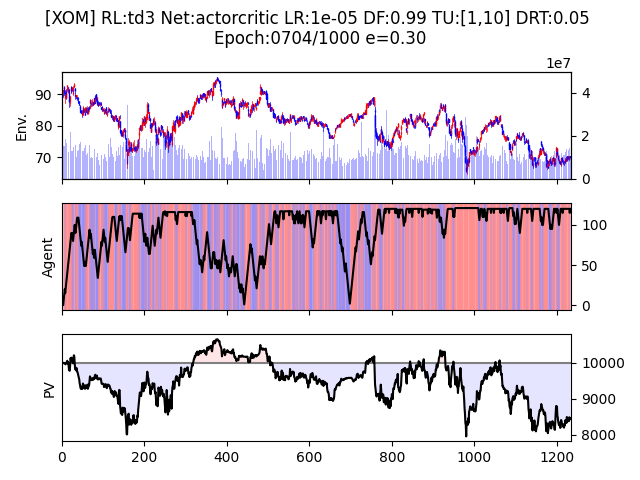 [XOM] RL:td3 Net:actorcritic LR:1e-05 DF:0.99 TU:[1,10] DRT:0.05
Epoch:0704/1000 e=0.30
1e7
Env.
90
80
70
4
2
0
Agent
100
50
0
PV
10000
9000
8000
0 200 400 600 800 1000 1200